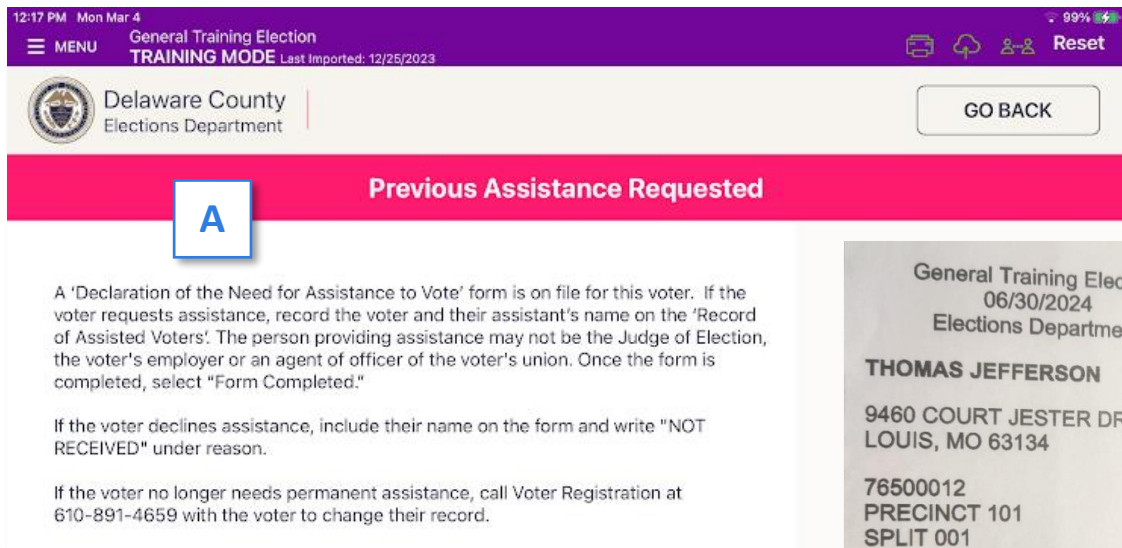 12:17 PM Mon Mar 4
99%
MENU
General Training Election
TRAINING MODE Last Imported: 12/25/2023
Reset
Delaware County
Elections Department
GO BACK
Previous Assistance Requested
A
A 'Declaration of the Need for Assistance to Vote' form is on file for this voter. If the
voter requests assistance, record the voter and their assistant's name on the 'Record
of Assisted Voters'. The person providing assistance may not be the Judge of Election,
the voter's employer or an agent of officer of the voter's union. Once the form is
completed, select "Form Completed."
If the voter declines assistance, include their name on the form and write "NOT
RECEIVED" under reason.
If the voter no longer needs permanent assistance, call Voter Registration at
610-891-4659 with the voter to change their record.
General Training Elec
06/30/2024
Elections Departme
THOMAS JEFFERSON
9460 COURT JESTER DR
LOUIS, MO 63134
76500012
PRECINCT 101
SPLIT 001